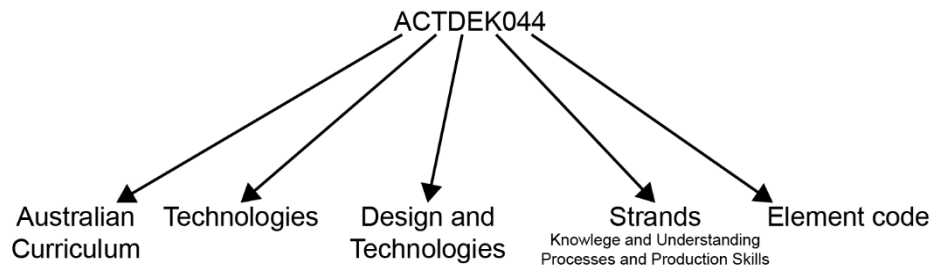 ACTDEK044
Australian
Curriculum
Technologies
Design and
Technologies
Strands
Knowlege and Understanding
Processes and Production Skills
Element code